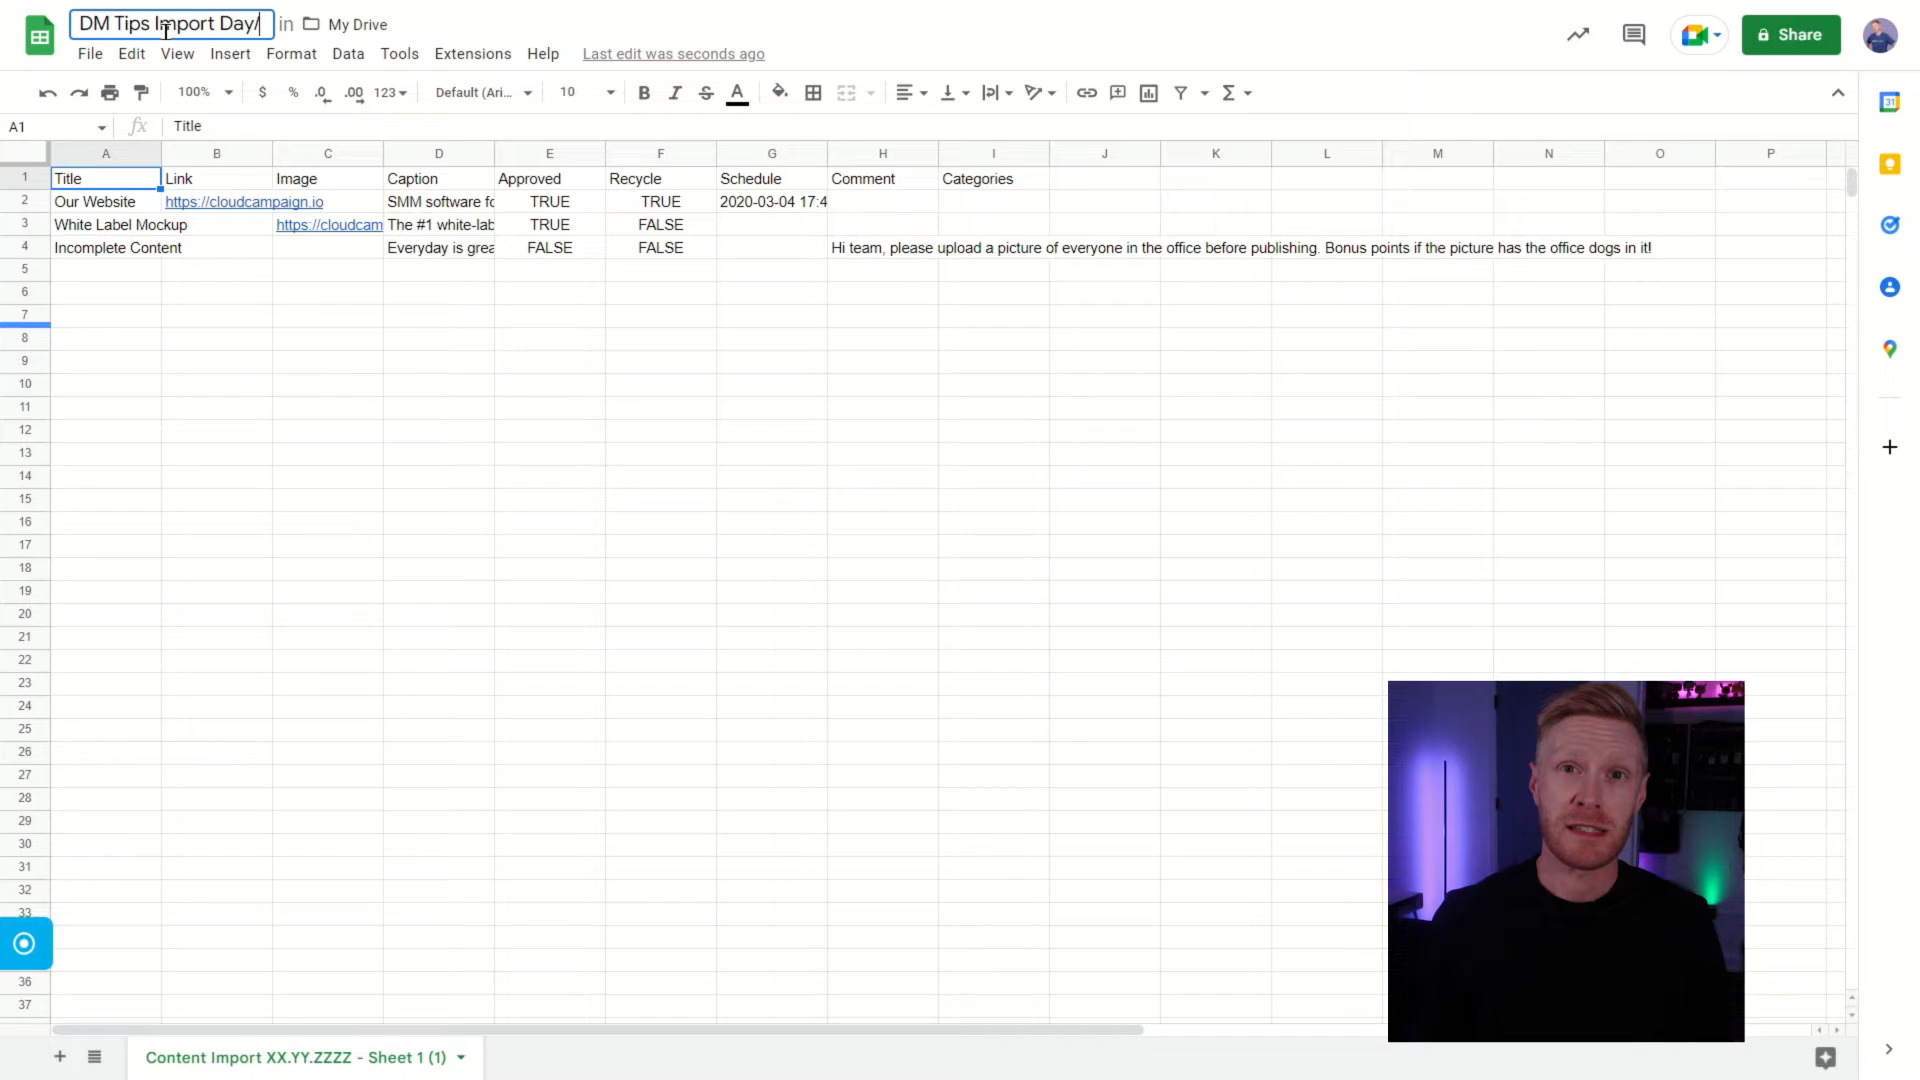 DM Tips Import Day/ in My Drive
File Edit View Insert Format Data Tools Extensions Help Last edit was seconds ago
Share
100% $ % .0 .00 123 Default (Ari... 10 B I S A Σ
31
A1 fx Title
A B C D E F G H I J K L M N O P
1 Title Link Image Caption Approved Recycle Schedule Comment Categories
2 Our Website https://cloudcampaign.io SMM software fo TRUE TRUE 2020-03-04 17:4
3 White Label Mockup https://cloudcam The #1 white-lab TRUE FALSE
4 Incomplete Content Everyday is grea FALSE FALSE Hi team, please upload a picture of everyone in the office before publishing. Bonus points if the picture has the office dogs in it!
5
6
7
8
9
10
11
12
13
14
15
16
17
18
19
20
21
22
23
24
25
26
27
28
29
30
31
32
33
36
37
Content Import XX.YY.ZZZZ - Sheet 1 (1)